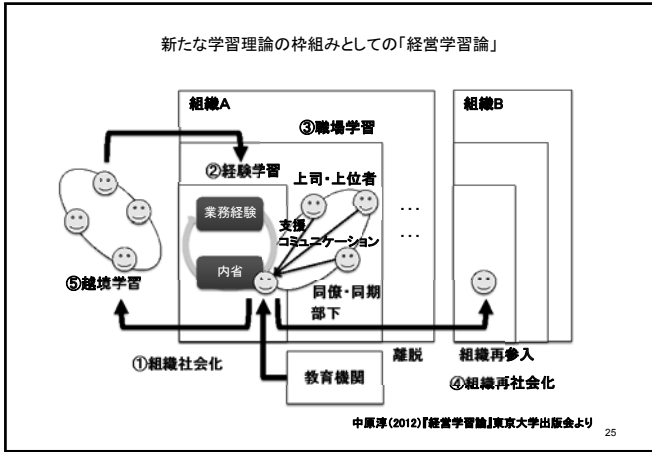 新たな学習理論の枠組みとしての「経営学習論」
組織A
組織B
③職場学習
②経験学習
上司・上位者
業務経験
支援
コミュニケーション
…
…
内省
⑤越境学習
同僚・同期
部下
①組織社会化
離脱
組織再参入
教育機関
④組織再社会化
中原淳(2012)『経営学習論』東京大学出版会より
25